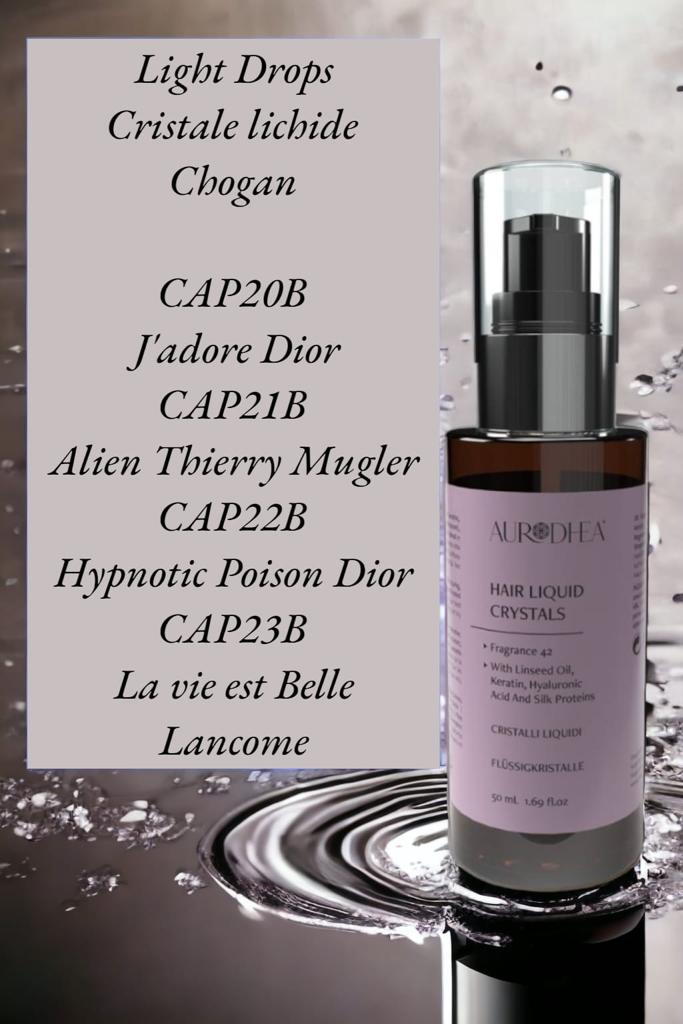 Light Drops
Cristale lichide
Chogan
CAP20B
J'adore Dior
CAP21B
Alien Thierry Mugler
CAP22B
Hypnotic Poison Dior
CAP23B
La vie est Belle
Lancome
AURODHEA
HAIR LIQUID
CRYSTALS
Fragrance 42
With Linseed Oil,
Keratin, Hyaluronic
Acid And Silk Proteins
CRISTALLI LIQUIDI
FLÜSSIGKRISTALLE
50 ml. 1.69 fl.oz